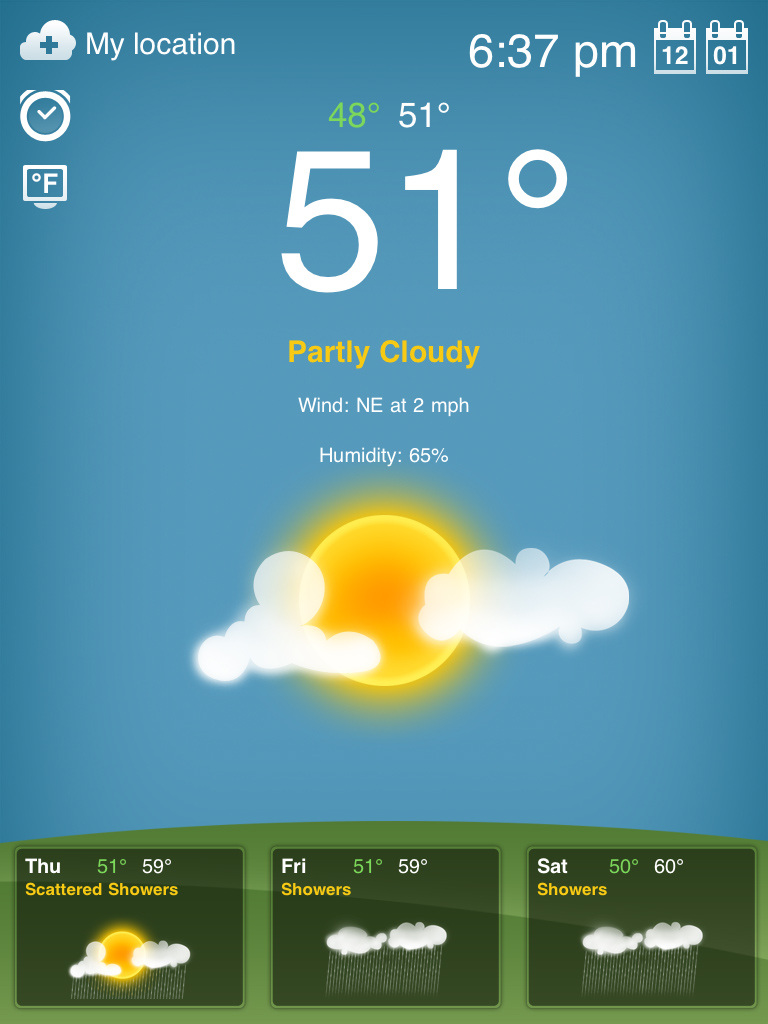 My location
6:37 pm
12 01
°F
48° 51°
51°
Partly Cloudy
Wind: NE at 2 mph
Humidity: 65%
Thu 51° 59°
Scattered Showers
Fri 51° 59°
Showers
Sat 50° 60°
Showers